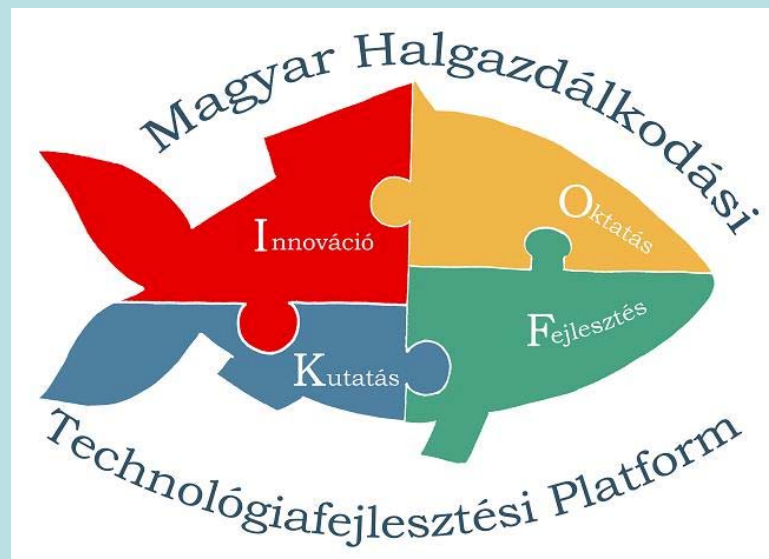 Magyar Halgazdálkodási
Innováció
Oktatás
Kutatás
Fejlesztés
Technológiafejlesztési Platform